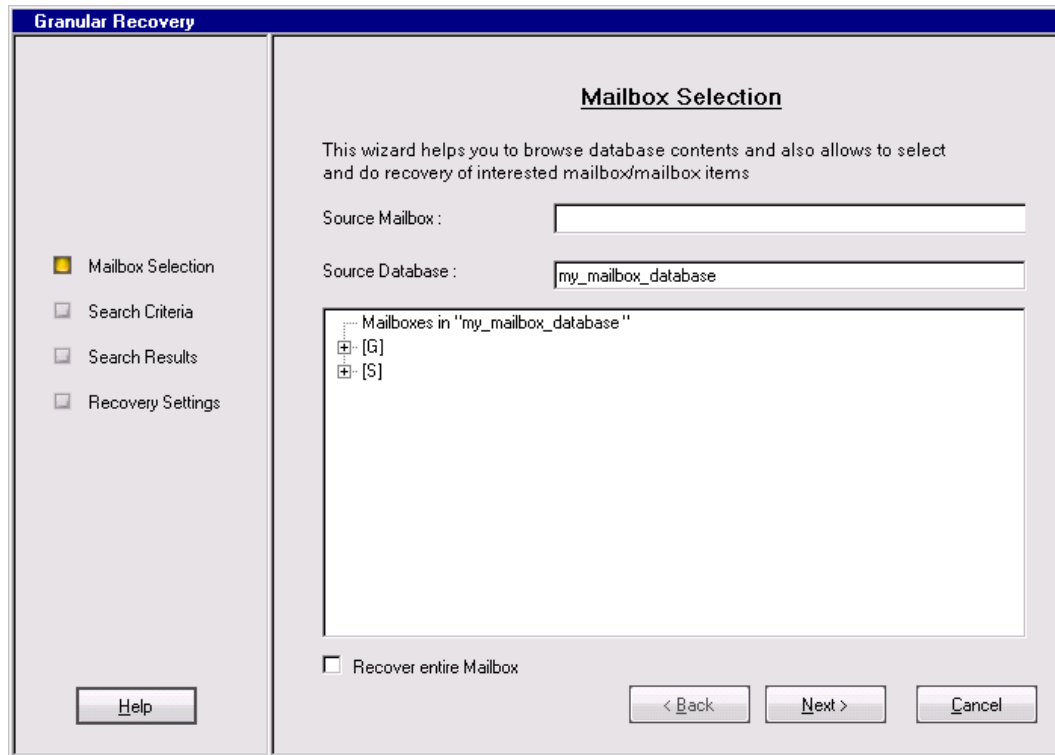 Granular Recovery
Mailbox Selection
Search Criteria
Search Results
Recovery Settings
Help
Mailbox Selection
This wizard helps you to browse database contents and also allows to select
and do recovery of interested mailbox/mailbox items
Source Mailbox :
Source Database :
my_mailbox_database
Mailboxes in "my_mailbox_database"
[G]
[S]
Recover entire Mailbox
< Back
Next >
Cancel